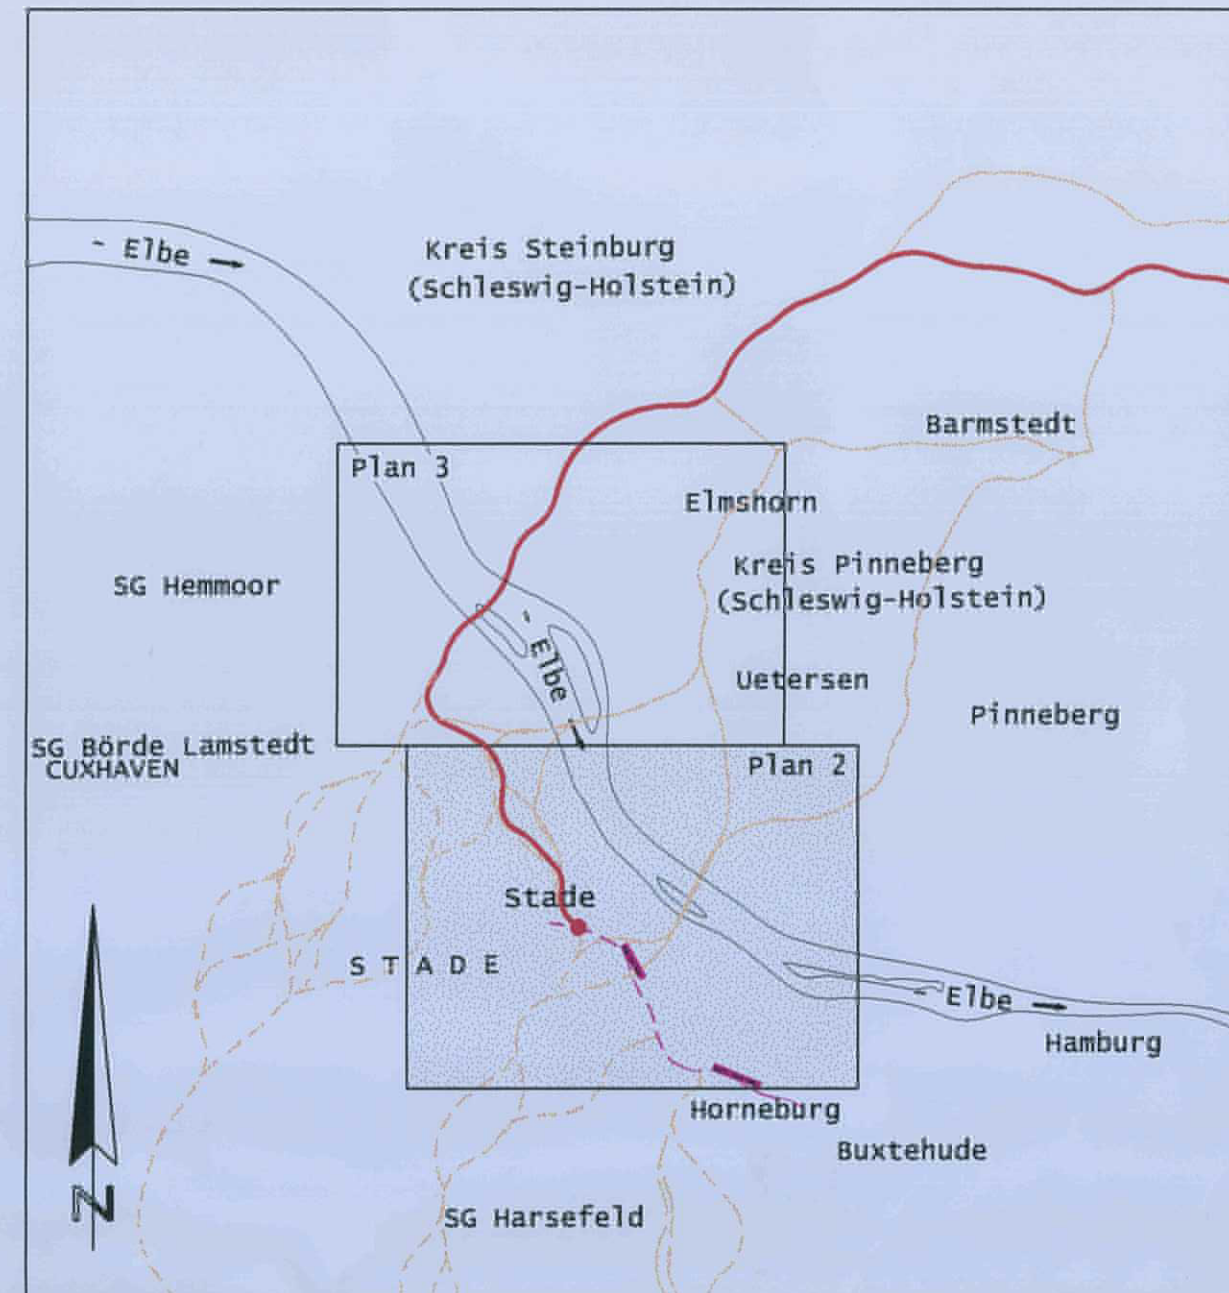 ~ Elbe
Kreis Steinburg
(Schleswig-Holstein)
Barmstedt
Plan 3
Elmshorn
Kreis Pinneberg
(Schleswig-Holstein)
SG Hemmoor
~ Elbe
Uetersen
Pinneberg
SG Börde Lamstedt
CUXHAVEN
Plan 2
Stade
STADE
~ Elbe
Hamburg
Horneburg
Buxtehude
N
SG Harsefeld